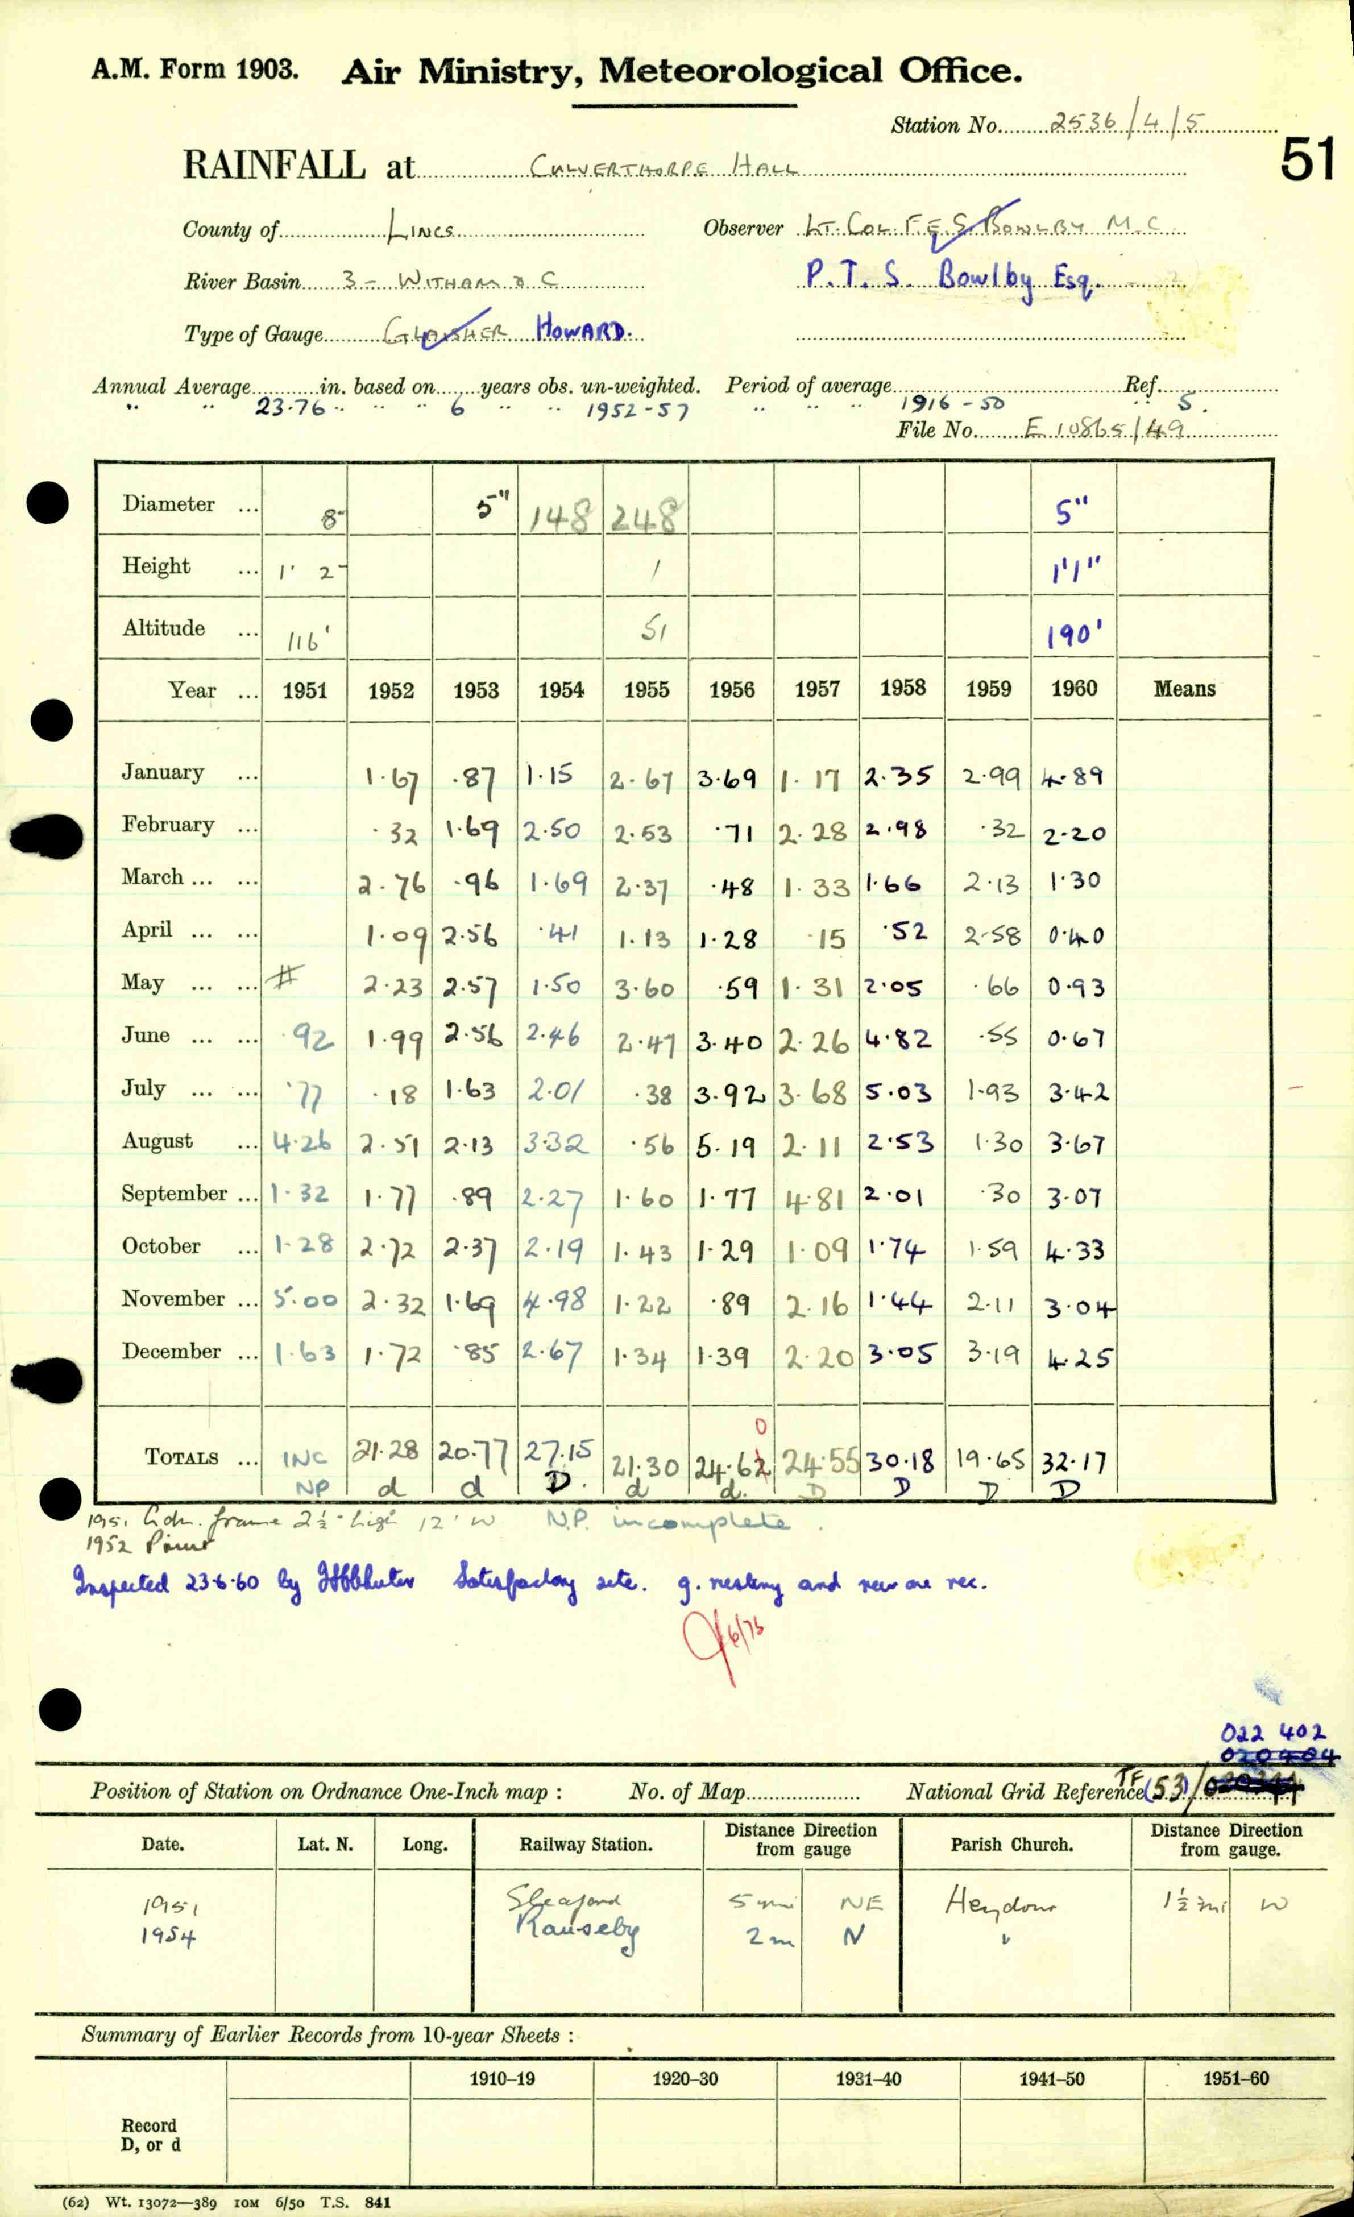 A.M. Form 1903. Air Ministry, Meteorological Office.
Station No. 2536/4/5
51
RAINFALL at CULVERTHORPE HALL
County of LINCS Observer LT. COL. F.E.S. BOWLBY M.C.
River Basin 3 - WITHAM & C P.T.S. Bowlby Esq.
Type of Gauge GLAISHER HOWARD.
Annual Average in. based on years obs. un-weighted. Period of average Ref.
" " 23.76 " " " 6 " " 1952-57 " " " 1916-50 " 5.
File No. E 10865/49
Diameter ... 8" 5" 148 248 5"
Height ... 1' 2" 1 1'1"
Altitude ... 116' 51 190'
Year ... 1951 1952 1953 1954 1955 1956 1957 1958 1959 1960 Means
January ... 1.67 .87 1.15 2.67 3.69 1.17 2.35 2.99 4.89
February ... .32 1.69 2.50 2.53 .71 2.28 2.98 .32 2.20
March ... ... 2.76 .96 1.69 2.37 .48 1.33 1.66 2.13 1.30
April ... ... 1.09 2.56 .41 1.13 1.28 .15 .52 2.58 0.40
May ... ... # 2.23 2.57 1.50 3.60 .59 1.31 2.05 .66 0.93
June ... ... .92 1.99 2.56 2.46 2.47 3.40 2.26 4.82 .55 0.67
July ... ... .77 .18 1.63 2.01 .38 3.92 3.68 5.03 1.93 3.42
August ... 4.26 2.51 2.13 3.32 .56 5.19 2.11 2.53 1.30 3.67
September ... 1.32 1.77 .89 2.27 1.60 1.77 4.81 2.01 .30 3.07
October ... 1.28 2.72 2.37 2.19 1.43 1.29 1.09 1.74 1.59 4.33
November ... 5.00 2.32 1.69 4.98 1.22 .89 2.16 1.44 2.11 3.04
December ... 1.63 1.72 .85 2.67 1.34 1.39 2.20 3.05 3.19 4.25
0
TOTALS ... INC 21.28 20.77 27.15 21.30 24.62 24.55 30.18 19.65 32.17
NP d d D. d d. D D D D
1951 frame 2½" high 12' W N.P. incomplete.
1952
Inspected 23.6.60 by Satisfactory site. g. and new one rec.
6/73
022 402
020404
Position of Station on Ordnance One-Inch map : No. of Map National Grid Reference TF (53)/
Date. Lat. N. Long. Railway Station. Distance Direction from gauge Parish Church. Distance Direction from gauge.
1951 Sleaford 5 mi NE Heydour 1½ mi W
1954 Rauseby 2 m N "
Summary of Earlier Records from 10-year Sheets :
1910–19 1920–30 1931–40 1941–50 1951–60
Record
D, or d
(62) Wt. 13072—389 10M 6/50 T.S. 841